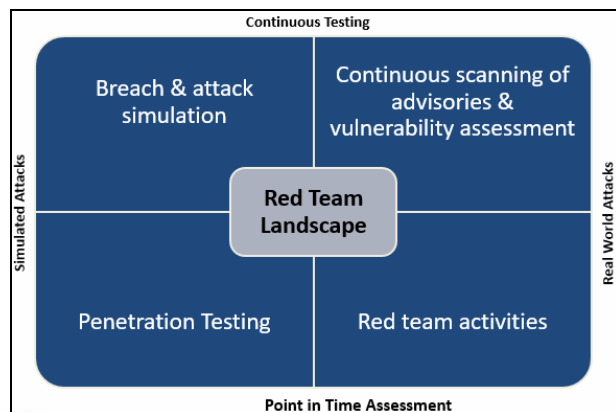 Continuous Testing
Breach & attack
simulation
Continuous scanning of
advisories &
vulnerability assessment
Simulated Attacks
Red Team
Landscape
Real World Attacks
Penetration Testing
Red team activities
Point in Time Assessment